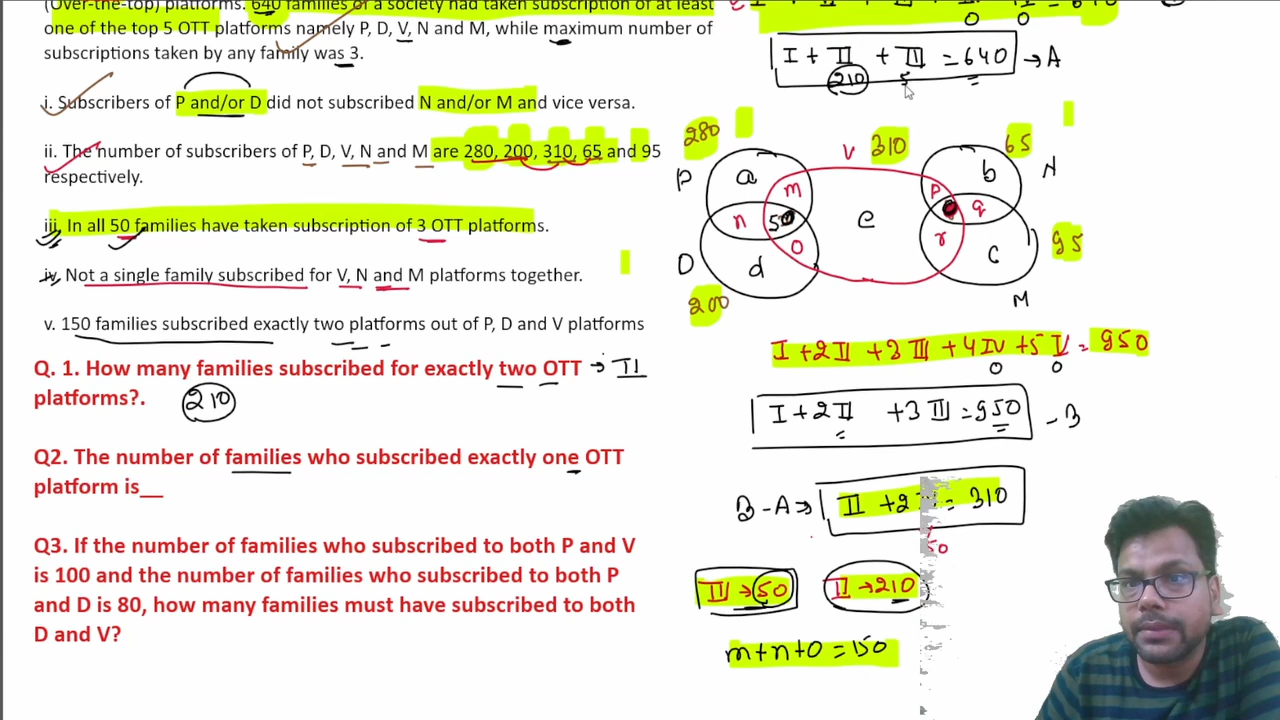 (Over-the-top) platforms. 640 families of a society had taken subscription of at least
one of the top 5 OTT platforms namely P, D, V, N and M, while maximum number of
subscriptions taken by any family was 3.
i. Subscribers of P and/or D did not subscribed N and/or M and vice versa.
ii. The number of subscribers of P, D, V, N and M are 280, 200, 310, 65 and 95
respectively.
iii. In all 50 families have taken subscription of 3 OTT platforms.
iv. Not a single family subscribed for V, N and M platforms together.
v. 150 families subscribed exactly two platforms out of P, D and V platforms
Q. 1. How many families subscribed for exactly two OTT → II
platforms?. 210
Q2. The number of families who subscribed exactly one OTT
platform is__
Q3. If the number of families who subscribed to both P and V
is 100 and the number of families who subscribed to both P
and D is 80, how many families must have subscribed to both
D and V?
I + II + III = 640 → A
210 5
280 V 310 65
P a m e p b N
n 50 q
D d o r c 95
200 M
I + 2II + 3III + 4IV + 5V = 950
0 0
I + 2II + 3III = 950 - B
B - A ⇒ II + 2 = 310
50
III → 50 II → 210
m+n+o = 150